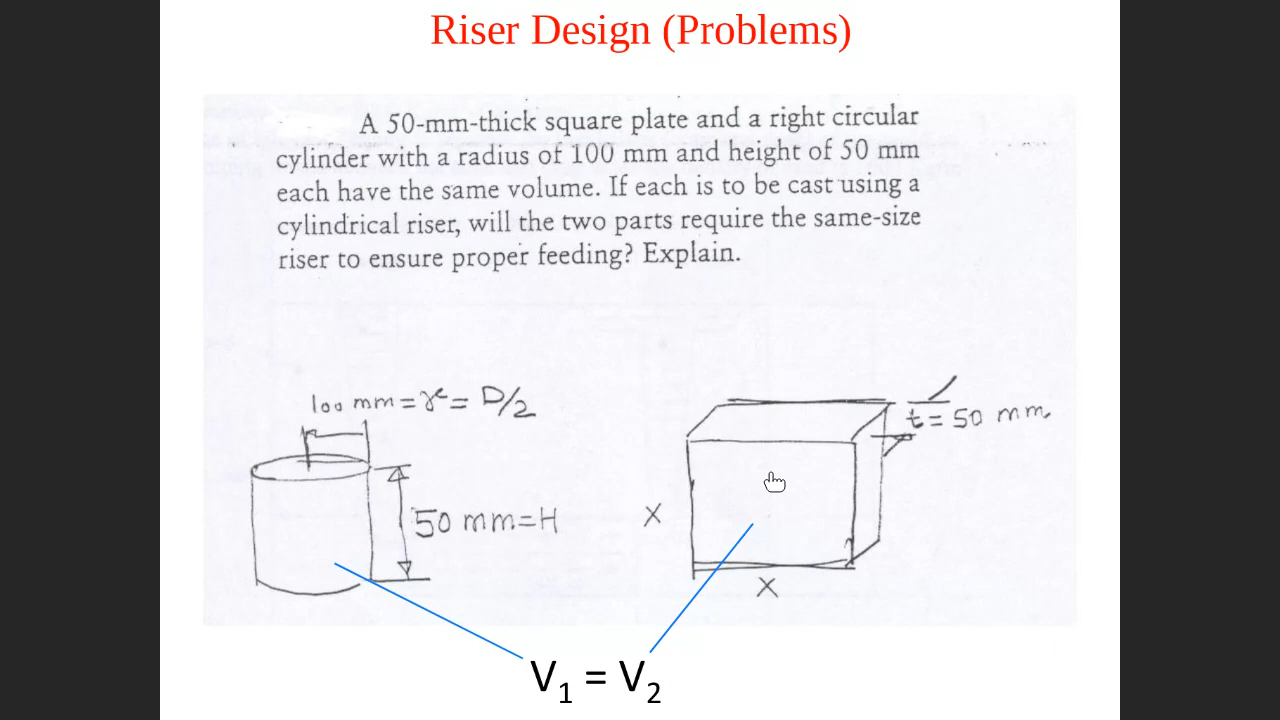 Riser Design (Problems)
A 50-mm-thick square plate and a right circular
cylinder with a radius of 100 mm and height of 50 mm
each have the same volume. If each is to be cast using a
cylindrical riser, will the two parts require the same-size
riser to ensure proper feeding? Explain.
100 mm = r = D/2
t = 50 mm.
50 mm = H
X
X
V₁ = V₂